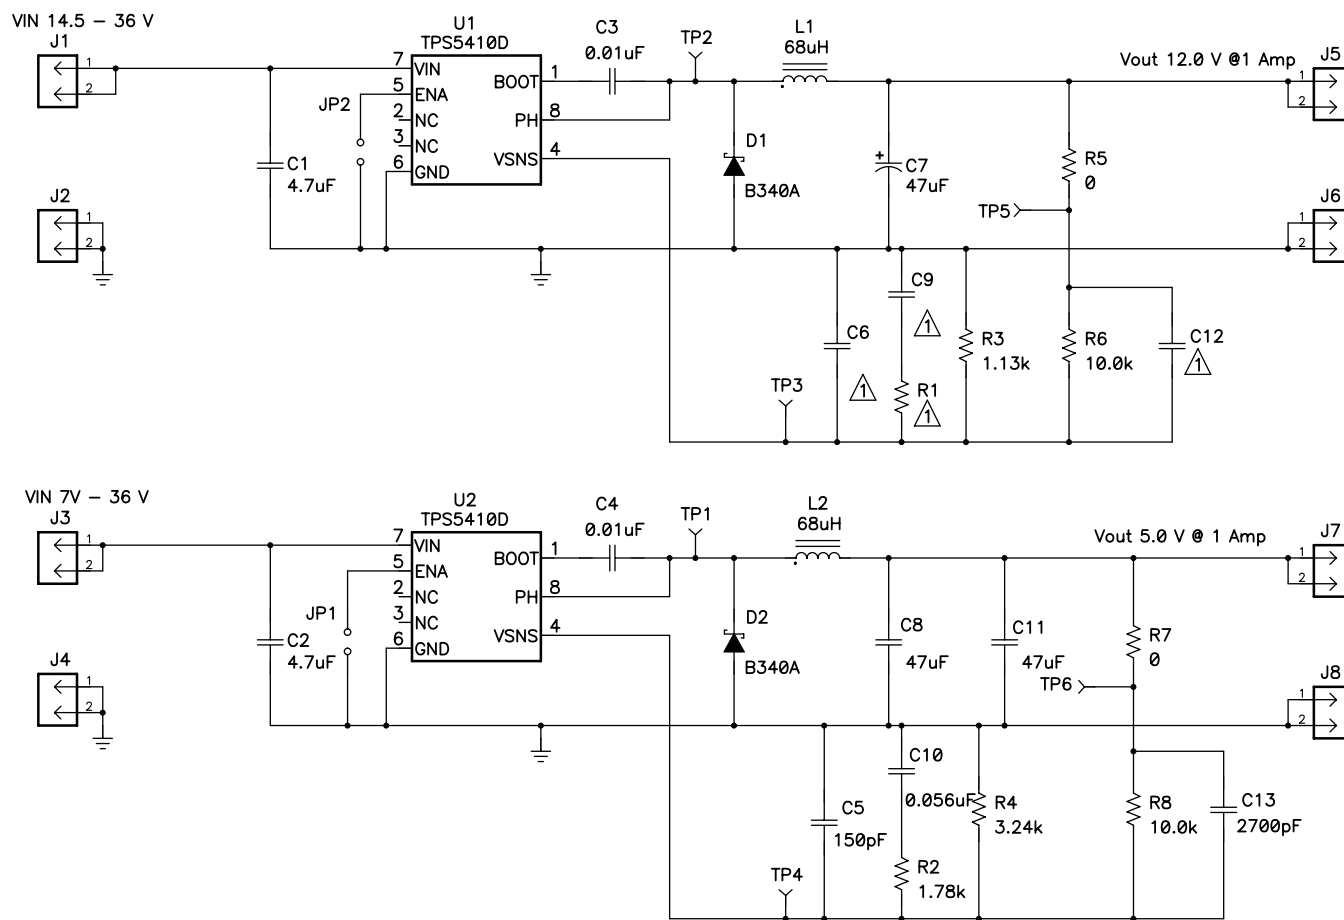 VIN 14.5 – 36 V
J1
1
2
J2
1
2
C1
4.7uF
JP2
U1
TPS5410D
7
VIN
5
ENA
2
NC
3
NC
6
GND
BOOT
1
PH
8
VSNS
4
C3
0.01uF
TP2
L1
68uH
D1
B340A
+
C7
47uF
Vout 12.0 V @1 Amp
J5
1
2
R5
0
TP5
J6
1
2
C9
1
C6
1
R1
1
R3
1.13k
R6
10.0k
C12
1
TP3
VIN 7V – 36 V
J3
1
2
J4
1
2
C2
4.7uF
JP1
U2
TPS5410D
7
VIN
5
ENA
2
NC
3
NC
6
GND
BOOT
1
PH
8
VSNS
4
C4
0.01uF
TP1
L2
68uH
D2
B340A
C8
47uF
C11
47uF
Vout 5.0 V @ 1 Amp
J7
1
2
R7
0
TP6
J8
1
2
C10
0.056uF
C5
150pF
R2
1.78k
R4
3.24k
R8
10.0k
C13
2700pF
TP4